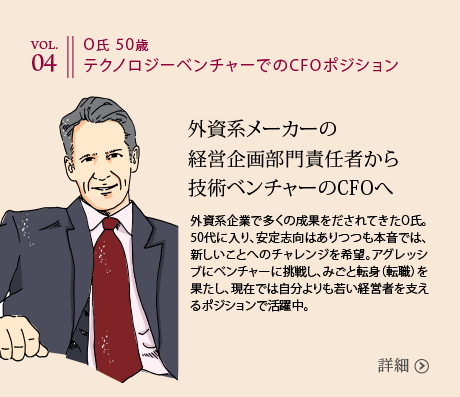 VOL.
04
O氏 50歳
テクノロジーベンチャーでのCFOポジション
外資系メーカーの
経営企画部門責任者から
技術ベンチャーのCFOへ
外資系企業で多くの成果をだされてきたO氏。
50代に入り、安定志向はありつつも本音では、
新しいことへのチャレンジを希望。アグレッシ
ブにベンチャーに挑戦し、みごと転身（転職）を
果たし、現在では自分よりも若い経営者を支え
るポジションで活躍中。
詳細